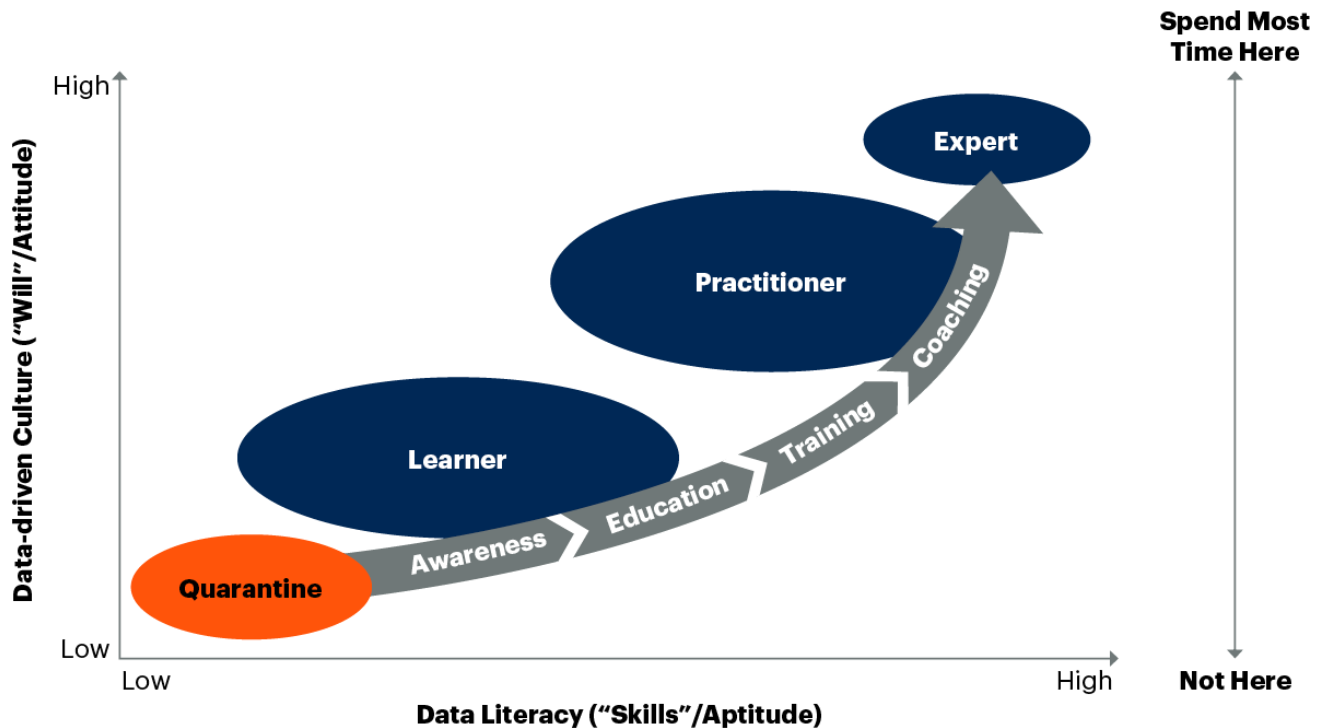 Spend Most
Time Here
High
Expert
Practitioner
Coaching
Data-driven Culture (“Will”/Attitude)
Training
Learner
Education
Awareness
Quarantine
Low
Low
High
Not Here
Data Literacy (“Skills”/Aptitude)